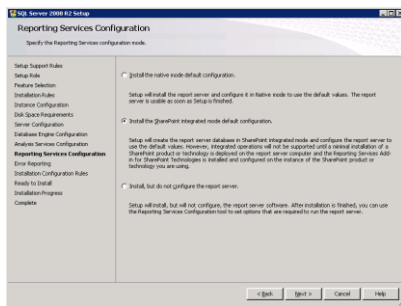 SQL Server 2008 R2 Setup
Reporting Services Configuration
Specify the Reporting Services configuration mode.
Setup Support Rules
Setup Role
Feature Selection
Installation Rules
Instance Configuration
Disk Space Requirements
Server Configuration
Database Engine Configuration
Analysis Services Configuration
Reporting Services Configuration
Error Reporting
Installation Configuration Rules
Ready to Install
Installation Progress
Complete
Install the native mode default configuration.
Setup will install the report server and configure it in Native mode to use the default values. The report
server is usable as soon as Setup is finished.
Install the SharePoint integrated mode default configuration.
Setup will create the report server database in SharePoint integrated mode and configure the report server to
use the default values. However, integrated operations will not be supported until a minimal installation of a
SharePoint product or technology is deployed on the report server computer and the Reporting Services Add-
in for SharePoint Technologies is installed and configured on the instance of the SharePoint product or
technology you are using.
Install, but do not configure the report server.
Setup will install, but will not configure, the report server software. After installation is finished, you can use
the Reporting Services Configuration tool to set options that are required to run the report server.
< Back
Next >
Cancel
Help